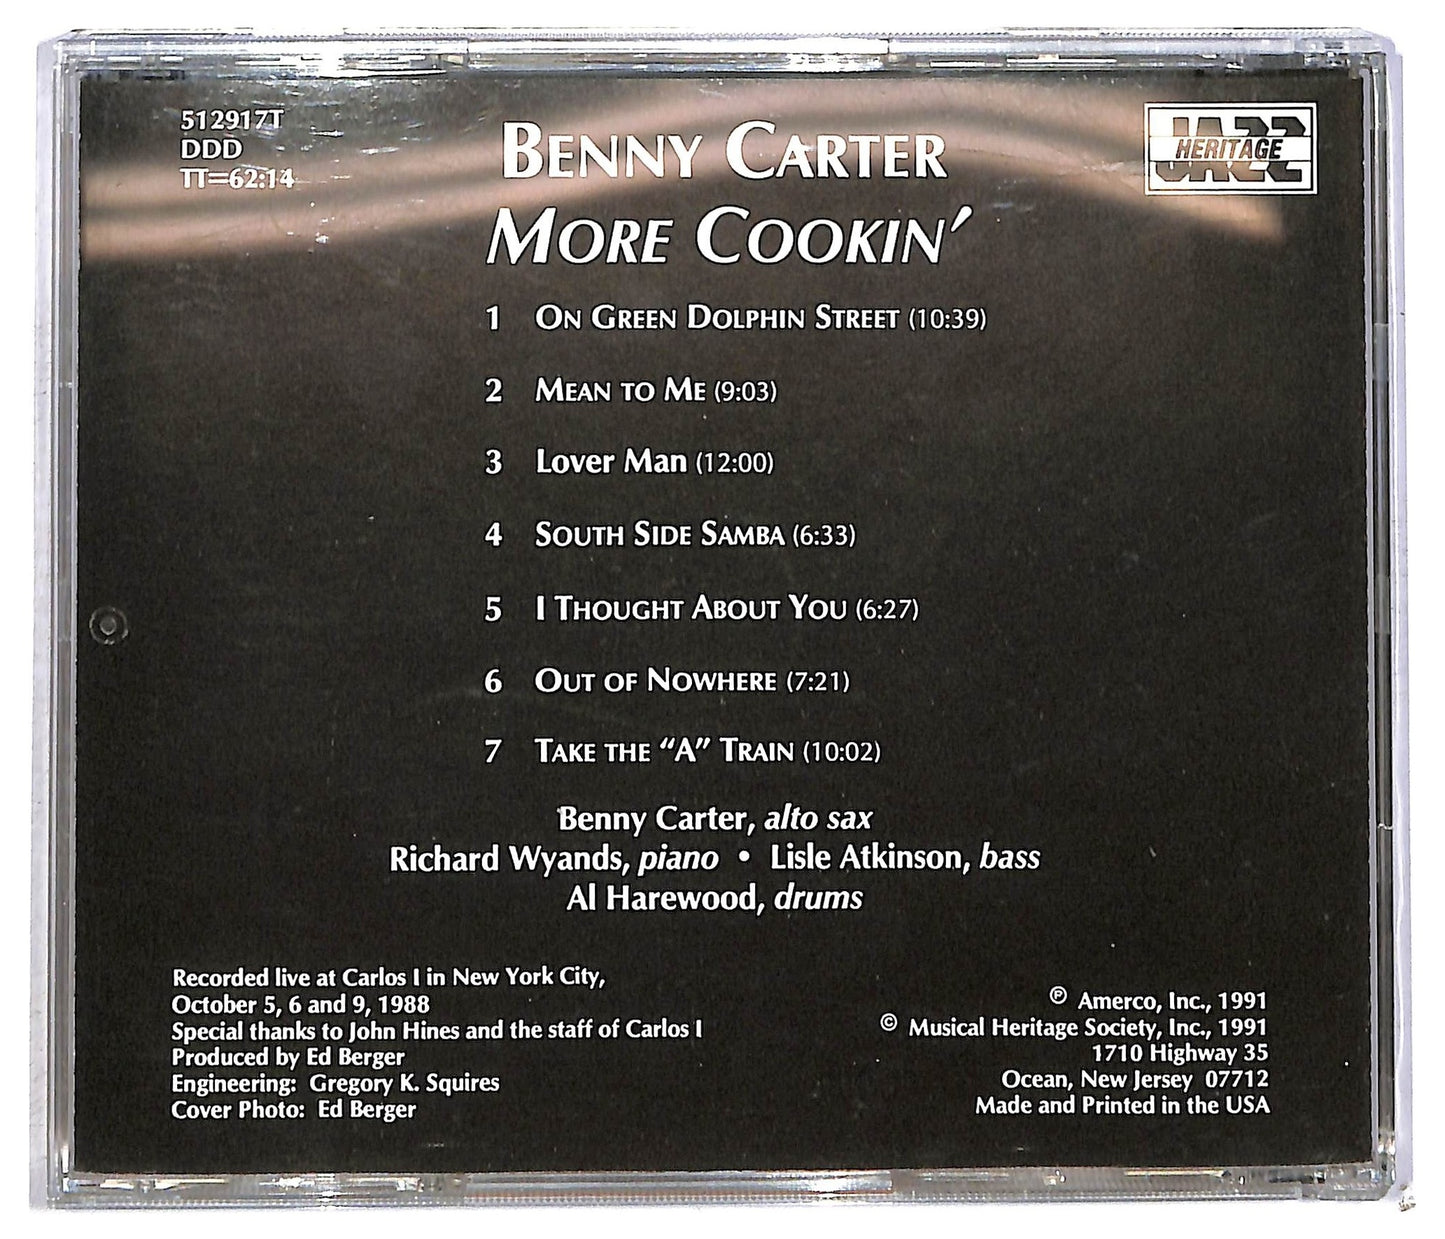 512917T
DDD
TT=62:14
BENNY CARTER
MORE COOKIN'
JAZZ
HERITAGE
1 ON GREEN DOLPHIN STREET (10:39)
2 MEAN TO ME (9:03)
3 Lover Man (12:00)
4 SOUTH SIDE SAMBA (6:33)
5 I THOUGHT ABOUT YOU (6:27)
6 OUT OF NOWHERE (7:21)
7 TAKE THE “A” TRAIN (10:02)
Benny Carter, alto sax
Richard Wyands, piano • Lisle Atkinson, bass
Al Harewood, drums
Recorded live at Carlos I in New York City,
October 5, 6 and 9, 1988
Special thanks to John Hines and the staff of Carlos I
Produced by Ed Berger
Engineering: Gregory K. Squires
Cover Photo: Ed Berger
℗ Amerco, Inc., 1991
© Musical Heritage Society, Inc., 1991
1710 Highway 35
Ocean, New Jersey 07712
Made and Printed in the USA